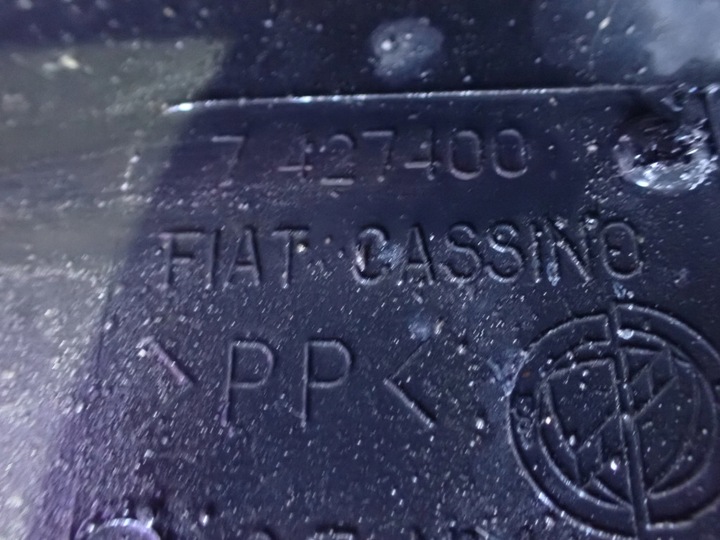 7 427400
FIAT CASSINO
>PP<